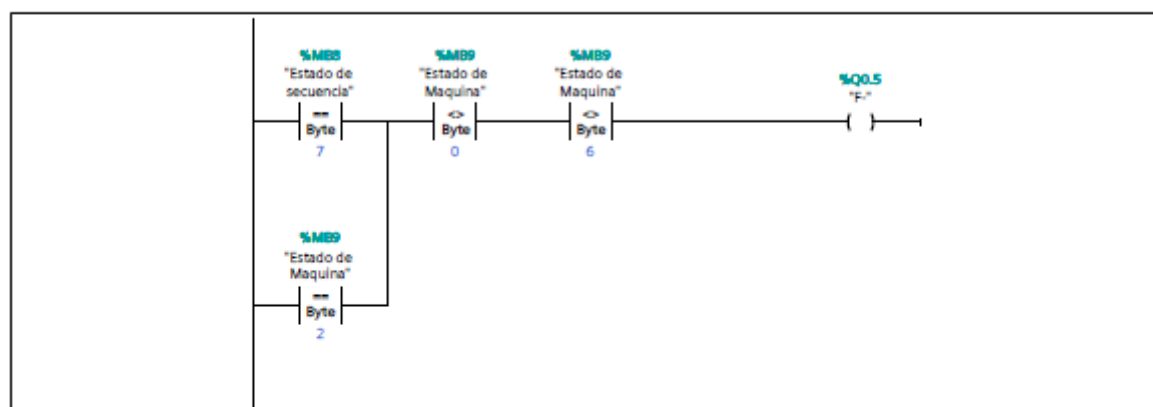 %MB8
"Estado de
secuencia"
==
Byte
7
%MB9
"Estado de
Maquina"
<>
Byte
0
%MB9
"Estado de
Maquina"
<>
Byte
6
%Q0.5
"F-"
%MB9
"Estado de
Maquina"
==
Byte
2